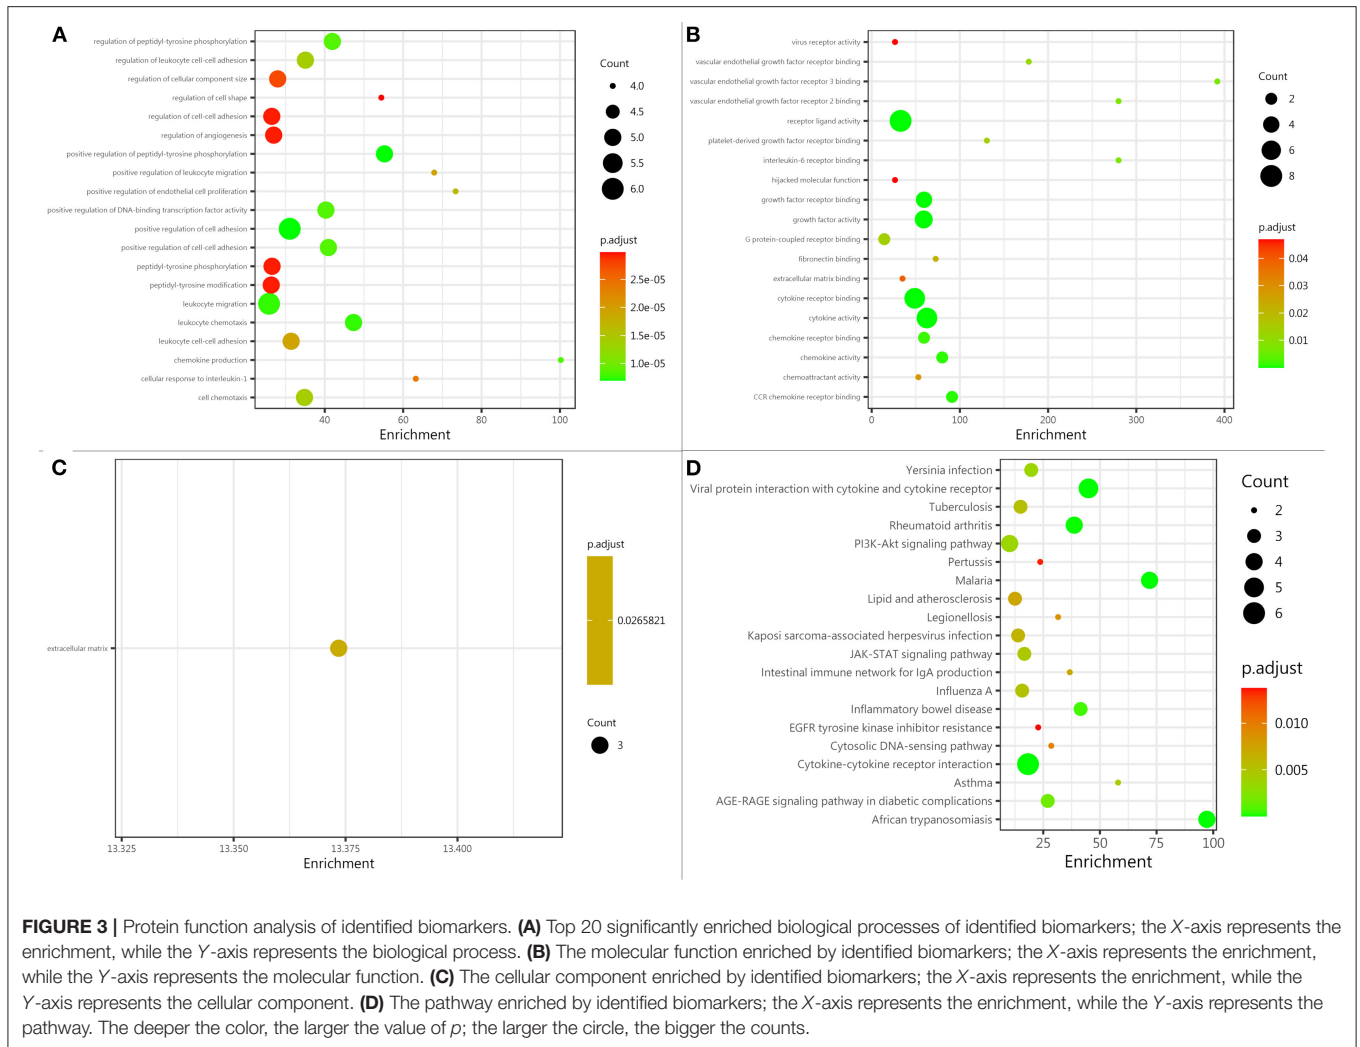 A
regulation of peptidyl-tyrosine phosphorylation
regulation of leukocyte cell-cell adhesion
regulation of cellular component size
regulation of cell shape
regulation of cell-cell adhesion
regulation of angiogenesis
positive regulation of peptidyl-tyrosine phosphorylation
positive regulation of leukocyte migration
positive regulation of endothelial cell proliferation
positive regulation of DNA-binding transcription factor activity
positive regulation of cell adhesion
positive regulation of cell-cell adhesion
peptidyl-tyrosine phosphorylation
peptidyl-tyrosine modification
leukocyte migration
leukocyte chemotaxis
leukocyte cell-cell adhesion
chemokine production
cellular response to interleukin-1
cell chemotaxis
40 60 80 100
Enrichment
Count
4.0
4.5
5.0
5.5
6.0
p.adjust
2.5e-05
2.0e-05
1.5e-05
1.0e-05
B
virus receptor activity
vascular endothelial growth factor receptor binding
vascular endothelial growth factor receptor 3 binding
vascular endothelial growth factor receptor 2 binding
receptor ligand activity
platelet-derived growth factor receptor binding
interleukin-6 receptor binding
hijacked molecular function
growth factor receptor binding
growth factor activity
G protein-coupled receptor binding
fibronectin binding
extracellular matrix binding
cytokine receptor binding
cytokine activity
chemokine receptor binding
chemokine activity
chemoattractant activity
CCR chemokine receptor binding
0 100 200 300 400
Enrichment
Count
2
4
6
8
p.adjust
0.04
0.03
0.02
0.01
C
extracellular matrix
13.325 13.350 13.375 13.400
Enrichment
p.adjust
0.0265821
Count
3
D
Yersinia infection
Viral protein interaction with cytokine and cytokine receptor
Tuberculosis
Rheumatoid arthritis
PI3K-Akt signaling pathway
Pertussis
Malaria
Lipid and atherosclerosis
Legionellosis
Kaposi sarcoma-associated herpesvirus infection
JAK-STAT signaling pathway
Intestinal immune network for IgA production
Influenza A
Inflammatory bowel disease
EGFR tyrosine kinase inhibitor resistance
Cytosolic DNA-sensing pathway
Cytokine-cytokine receptor interaction
Asthma
AGE-RAGE signaling pathway in diabetic complications
African trypanosomiasis
25 50 75 100
Enrichment
Count
2
3
4
5
6
p.adjust
0.010
0.005
FIGURE 3 | Protein function analysis of identified biomarkers. (A) Top 20 significantly enriched biological processes of identified biomarkers; the X-axis represents the
enrichment, while the Y-axis represents the biological process. (B) The molecular function enriched by identified biomarkers; the X-axis represents the enrichment,
while the Y-axis represents the molecular function. (C) The cellular component enriched by identified biomarkers; the X-axis represents the enrichment, while the
Y-axis represents the cellular component. (D) The pathway enriched by identified biomarkers; the X-axis represents the enrichment, while the Y-axis represents the
pathway. The deeper the color, the larger the value of p; the larger the circle, the bigger the counts.